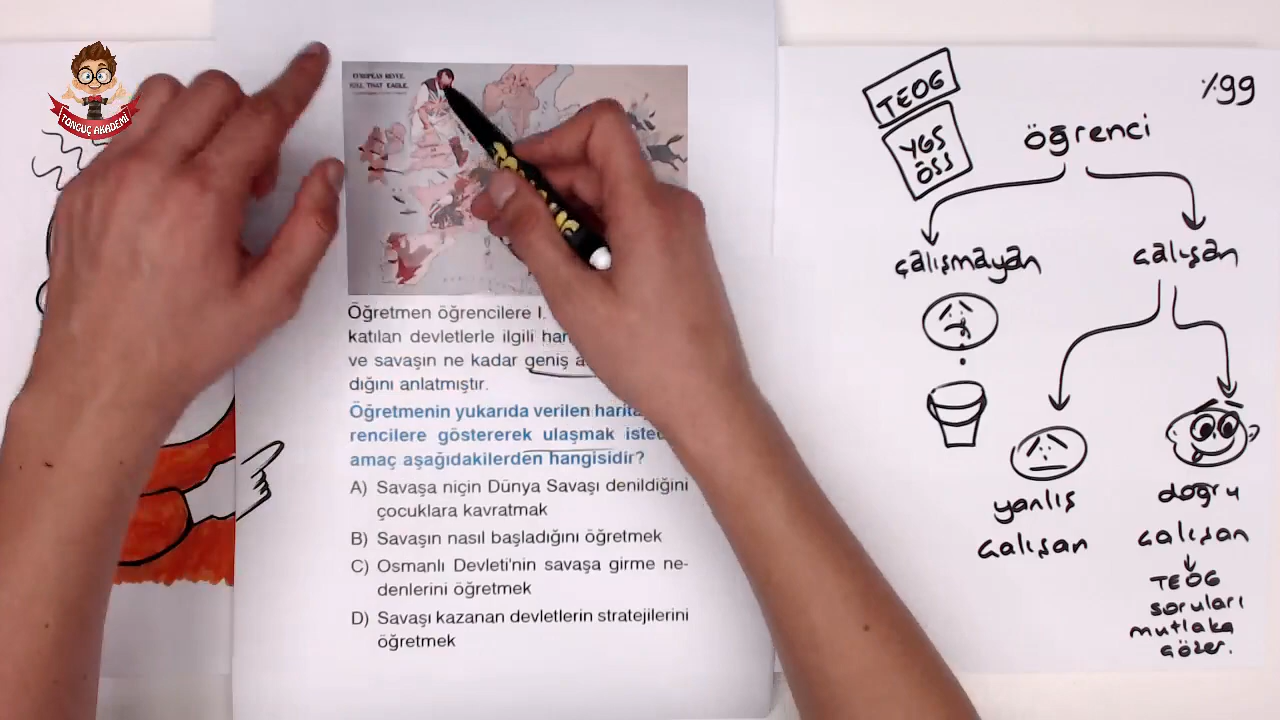 TONGUÇ AKADEMİ
EUROPEAN REVUE.
KILL THAT EAGLE.
Öğretmen öğrencilere I.
katılan devletlerle ilgili
ve savaşın ne kadar geniş
dığını anlatmıştır.
Öğretmenin yukarıda verilen
rencilere göstererek ulaşmak
amaç aşağıdakilerden hangisidir?
A) Savaşa niçin Dünya Savaşı denildiğini
çocuklara kavratmak
B) Savaşın nasıl başladığını öğretmek
C) Osmanlı Devleti'nin savaşa girme ne-
denlerini öğretmek
D) Savaşı kazanan devletlerin stratejilerini
öğretmek
TEOG
YGS
ÖSS
%99
öğrenci
çalışmayan
çalışan
yanlış
çalışan
doğru
çalışan
TEOG
soruları
mutlaka
çözer.